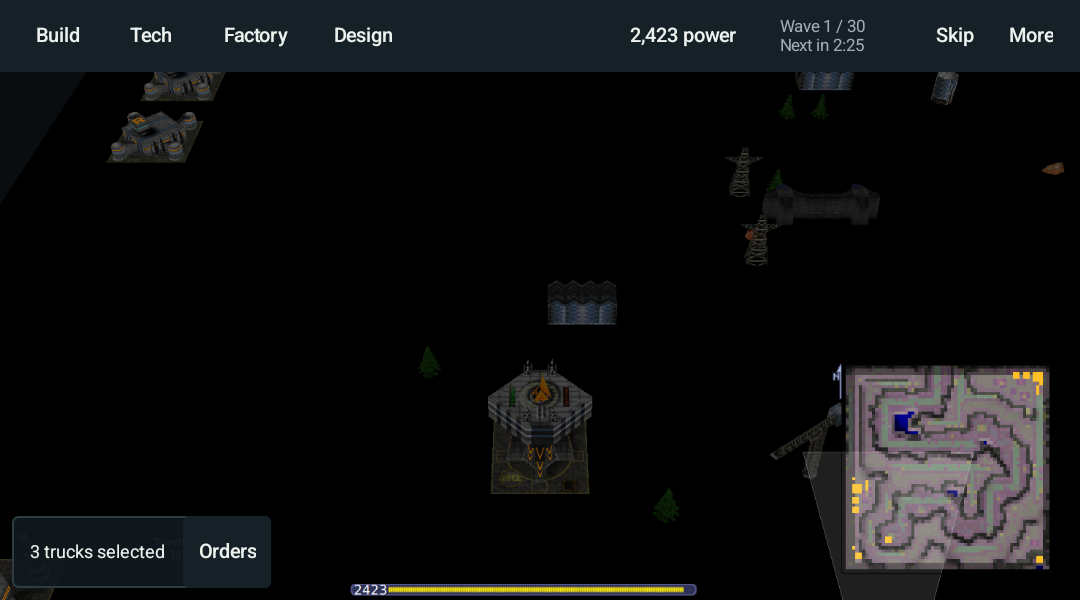 Build
Tech
Factory
Design
2,423 power
Wave 1 / 30
Next in 2:25
Skip
More
N
3 trucks selected
Orders
2423